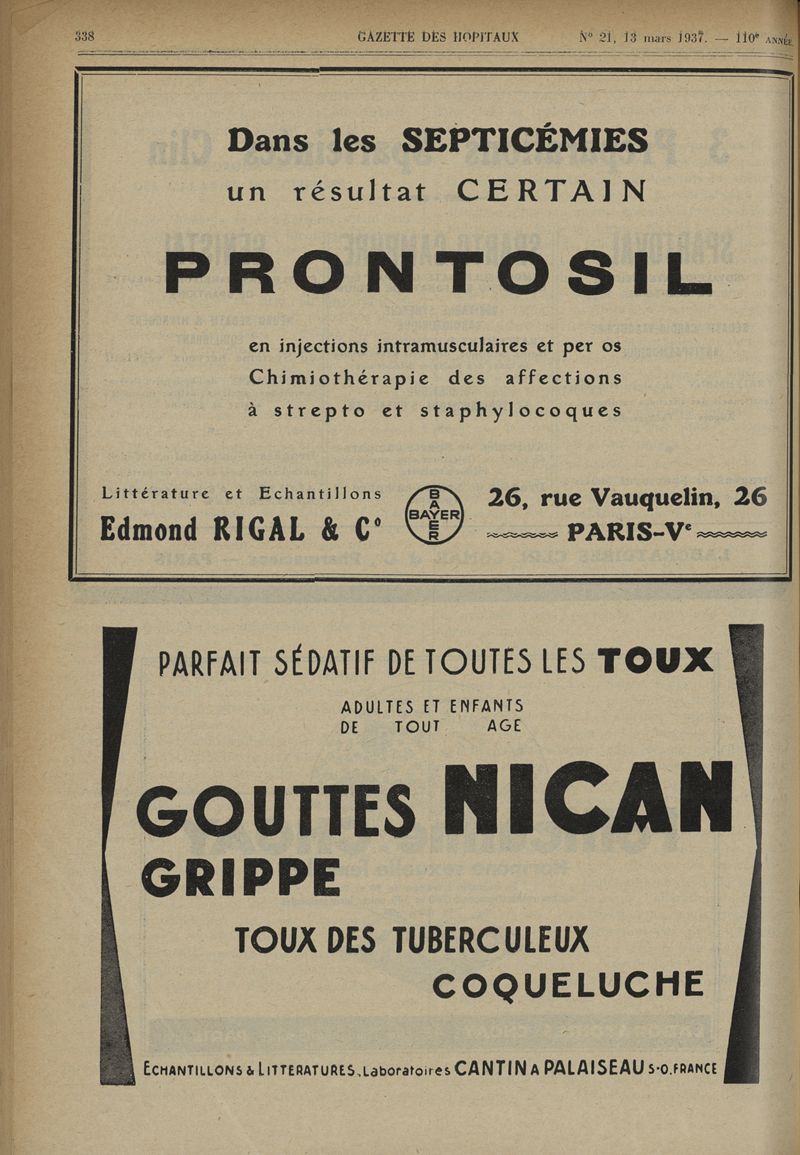 338 GAZETTE DES HOPITAUX N° 21, 13 mars 1937. — 110e ANNÉE
Dans les SEPTICÉMIES
un résultat CERTAIN
PRONTOSIL
en injections intramusculaires et per os
Chimiothérapie des affections
à strepto et staphylocoques
Littérature et Echantillons
Edmond RIGAL & Co
BAYER
BAYER
26, rue Vauquelin, 26
PARIS-Ve
PARFAIT SÉDATIF DE TOUTES LES TOUX
ADULTES ET ENFANTS
DE TOUT AGE
GOUTTES NICAN
GRIPPE
TOUX DES TUBERCULEUX
COQUELUCHE
ECHANTILLONS & LITTERATURES, Laboratoires CANTIN A PALAISEAU S.-O. FRANCE